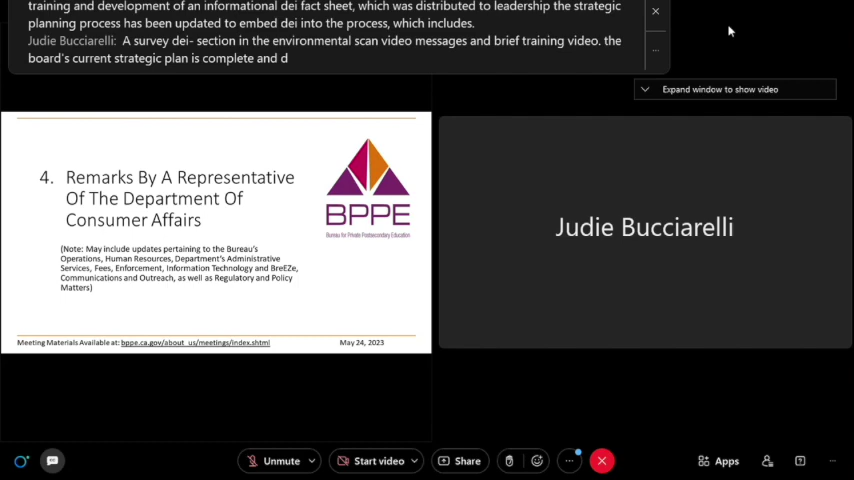 training and development of an informational dei fact sheet, which was distributed to leadership the strategic
planning process has been updated to embed dei into the process, which includes.
Judie Bucciarelli: A survey dei- section in the environmental scan video messages and brief training video. the
board's current strategic plan is complete and d
Expand window to show video
4. Remarks By A Representative
Of The Department Of
Consumer Affairs
(Note: May include updates pertaining to the Bureau's
Operations, Human Resources, Department's Administrative
Services, Fees, Enforcement, Information Technology and BreEZe,
Communications and Outreach, as well as Regulatory and Policy
Matters)
BPPE
Bureau for Private Postsecondary Education
Judie Bucciarelli
Meeting Materials Available at: bppe.ca.gov/about_us/meetings/index.shtml
May 24, 2023
Unmute
Start video
Share
Apps